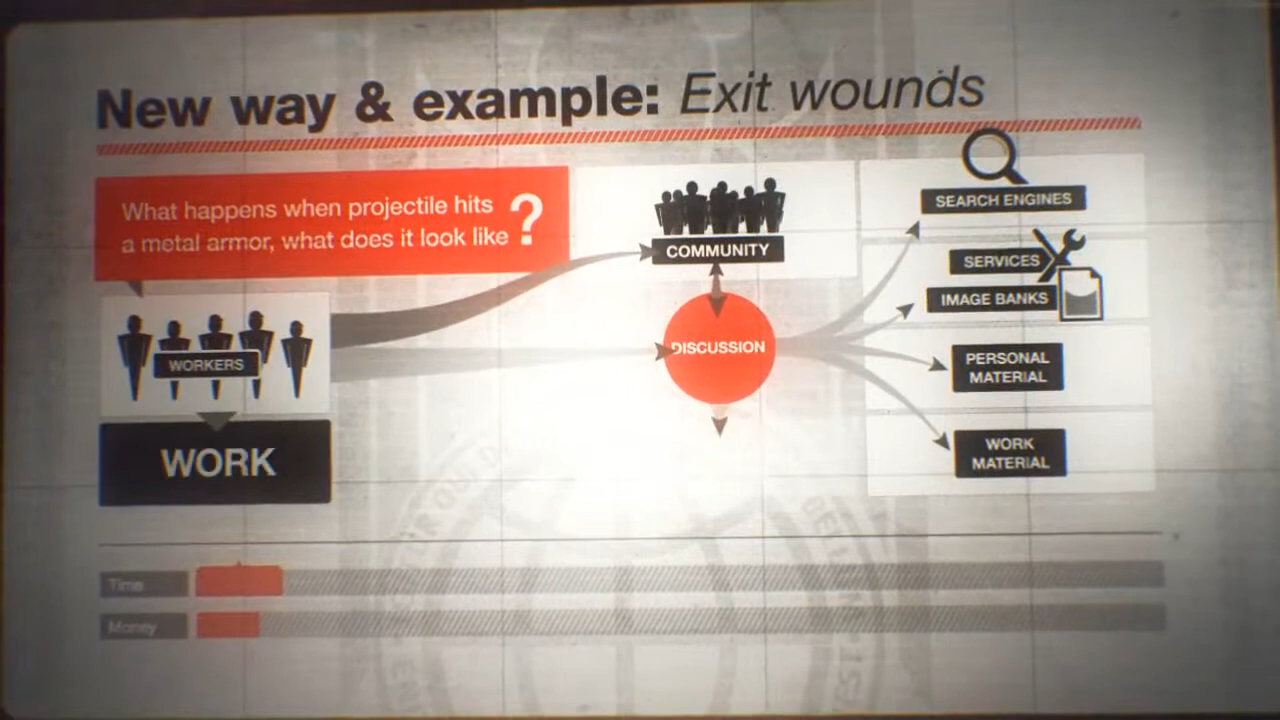 New way & example: Exit wounds
What happens when projectile hits
a metal armor, what does it look like ?
COMMUNITY
SEARCH ENGINES
SERVICES
IMAGE BANKS
DISCUSSION
WORKERS
PERSONAL
MATERIAL
WORK
WORK
MATERIAL
Time
Money